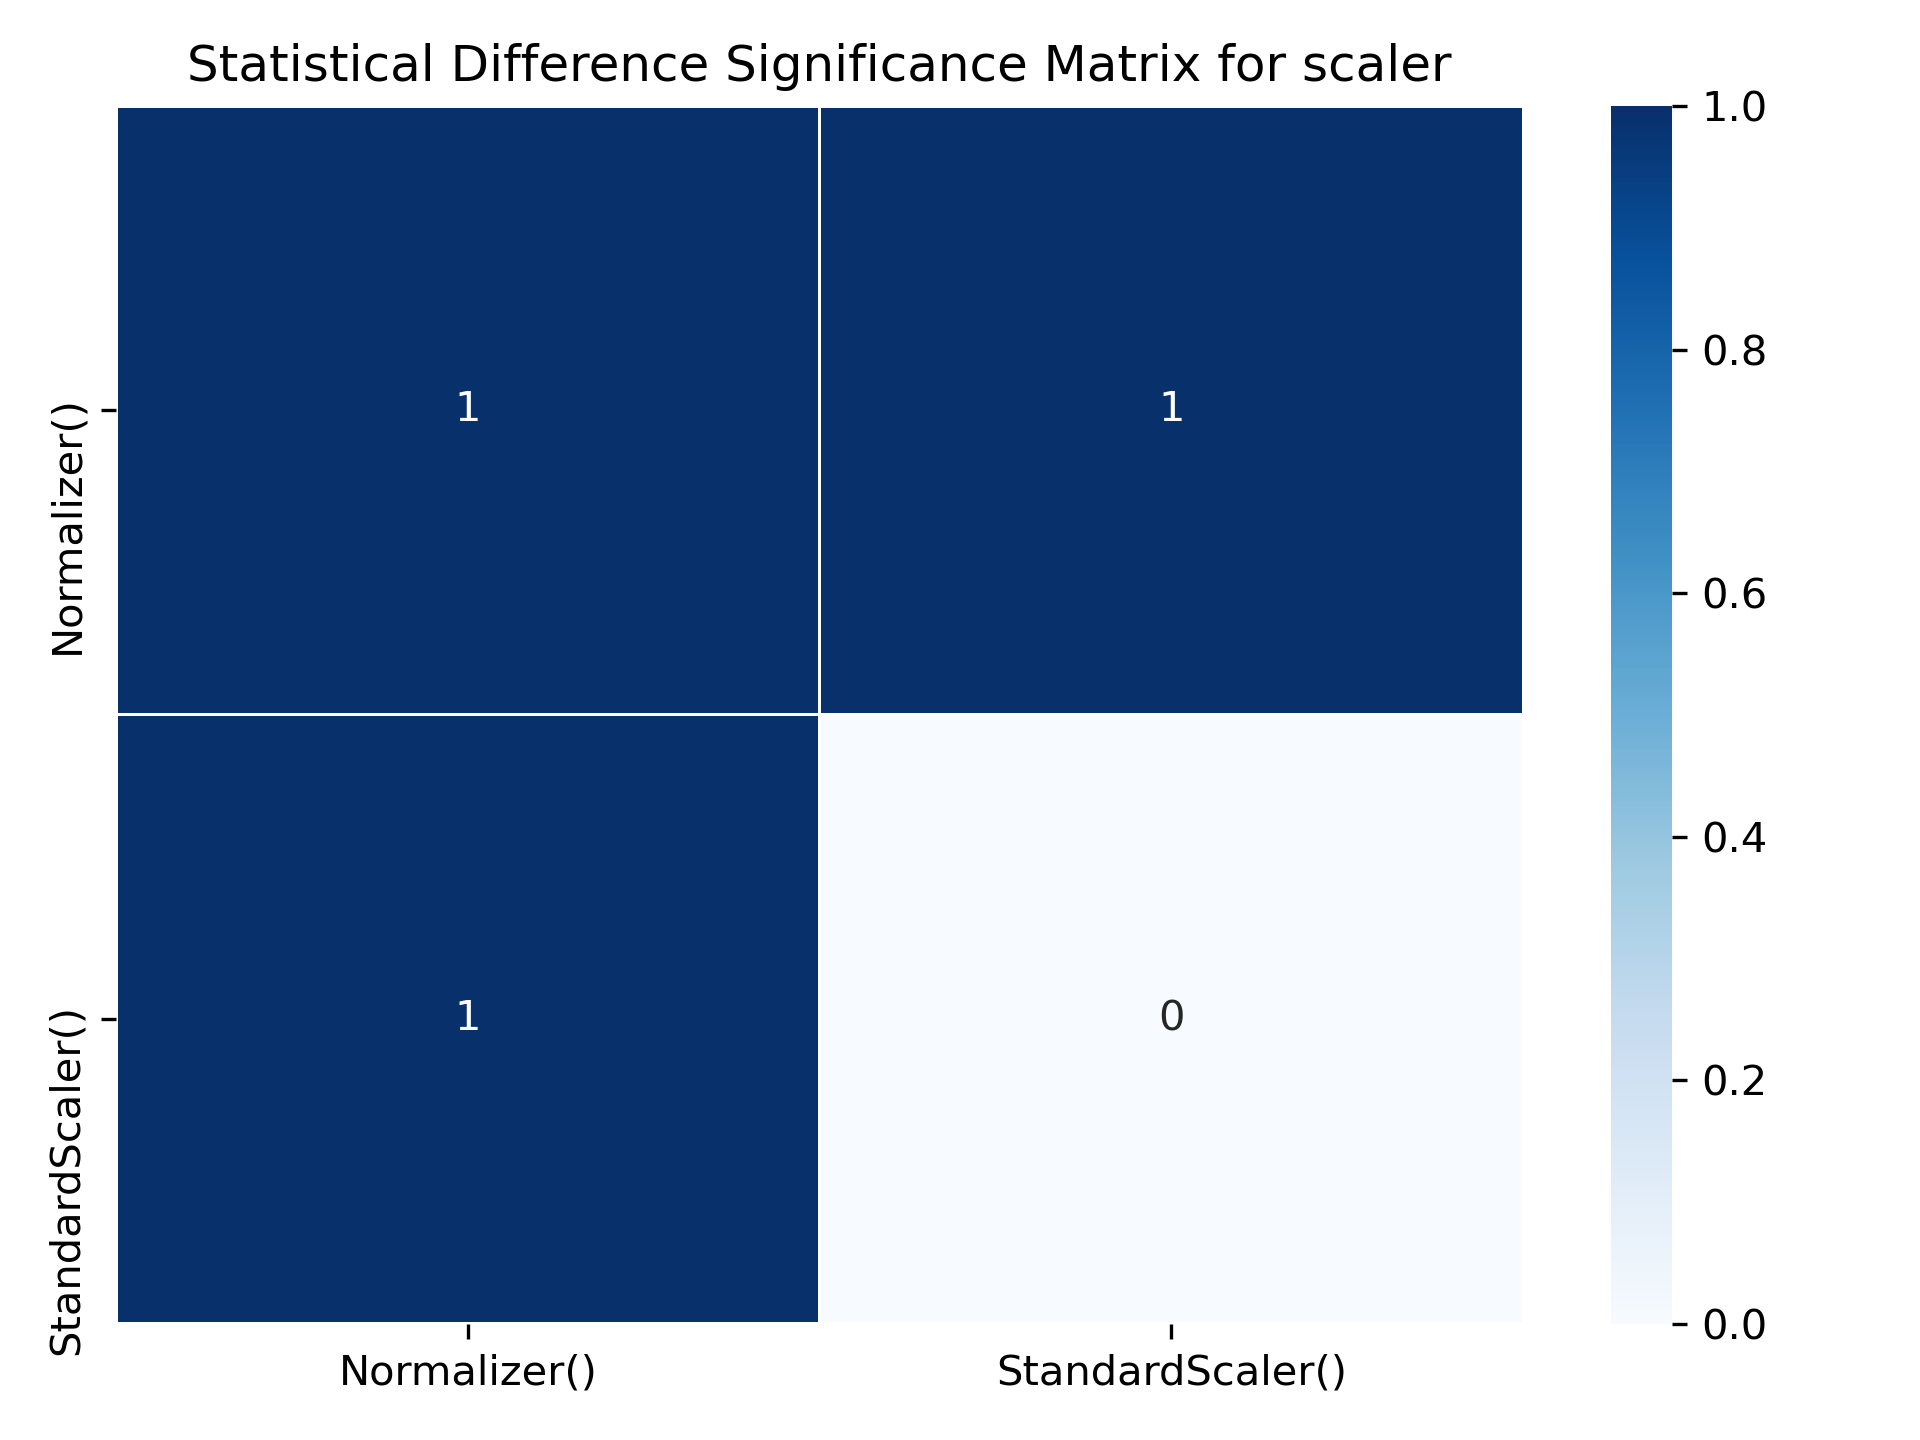 Statistical Difference Significance Matrix for scaler
Normalizer()
StandardScaler()
1
1
1
0
Normalizer()
StandardScaler()
1.0
0.8
0.6
0.4
0.2
0.0